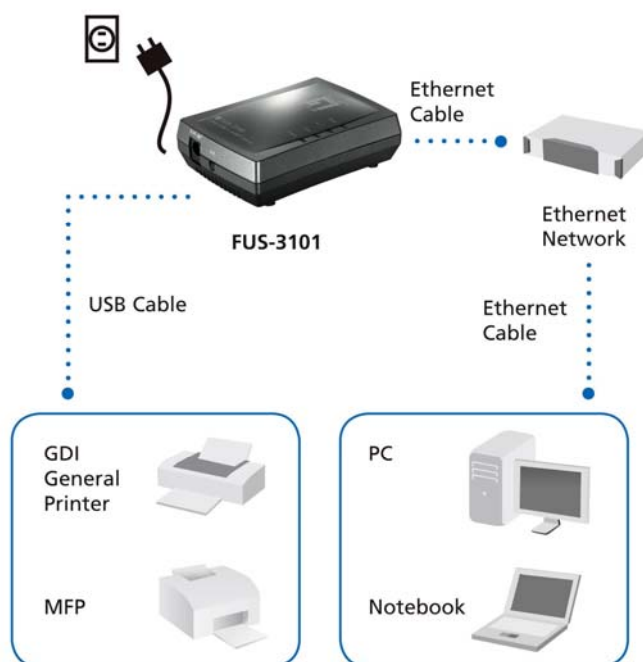 Ethernet
Cable
FUS-3101
Ethernet
Network
USB Cable
Ethernet
Cable
GDI
General
Printer
MFP
PC
Notebook